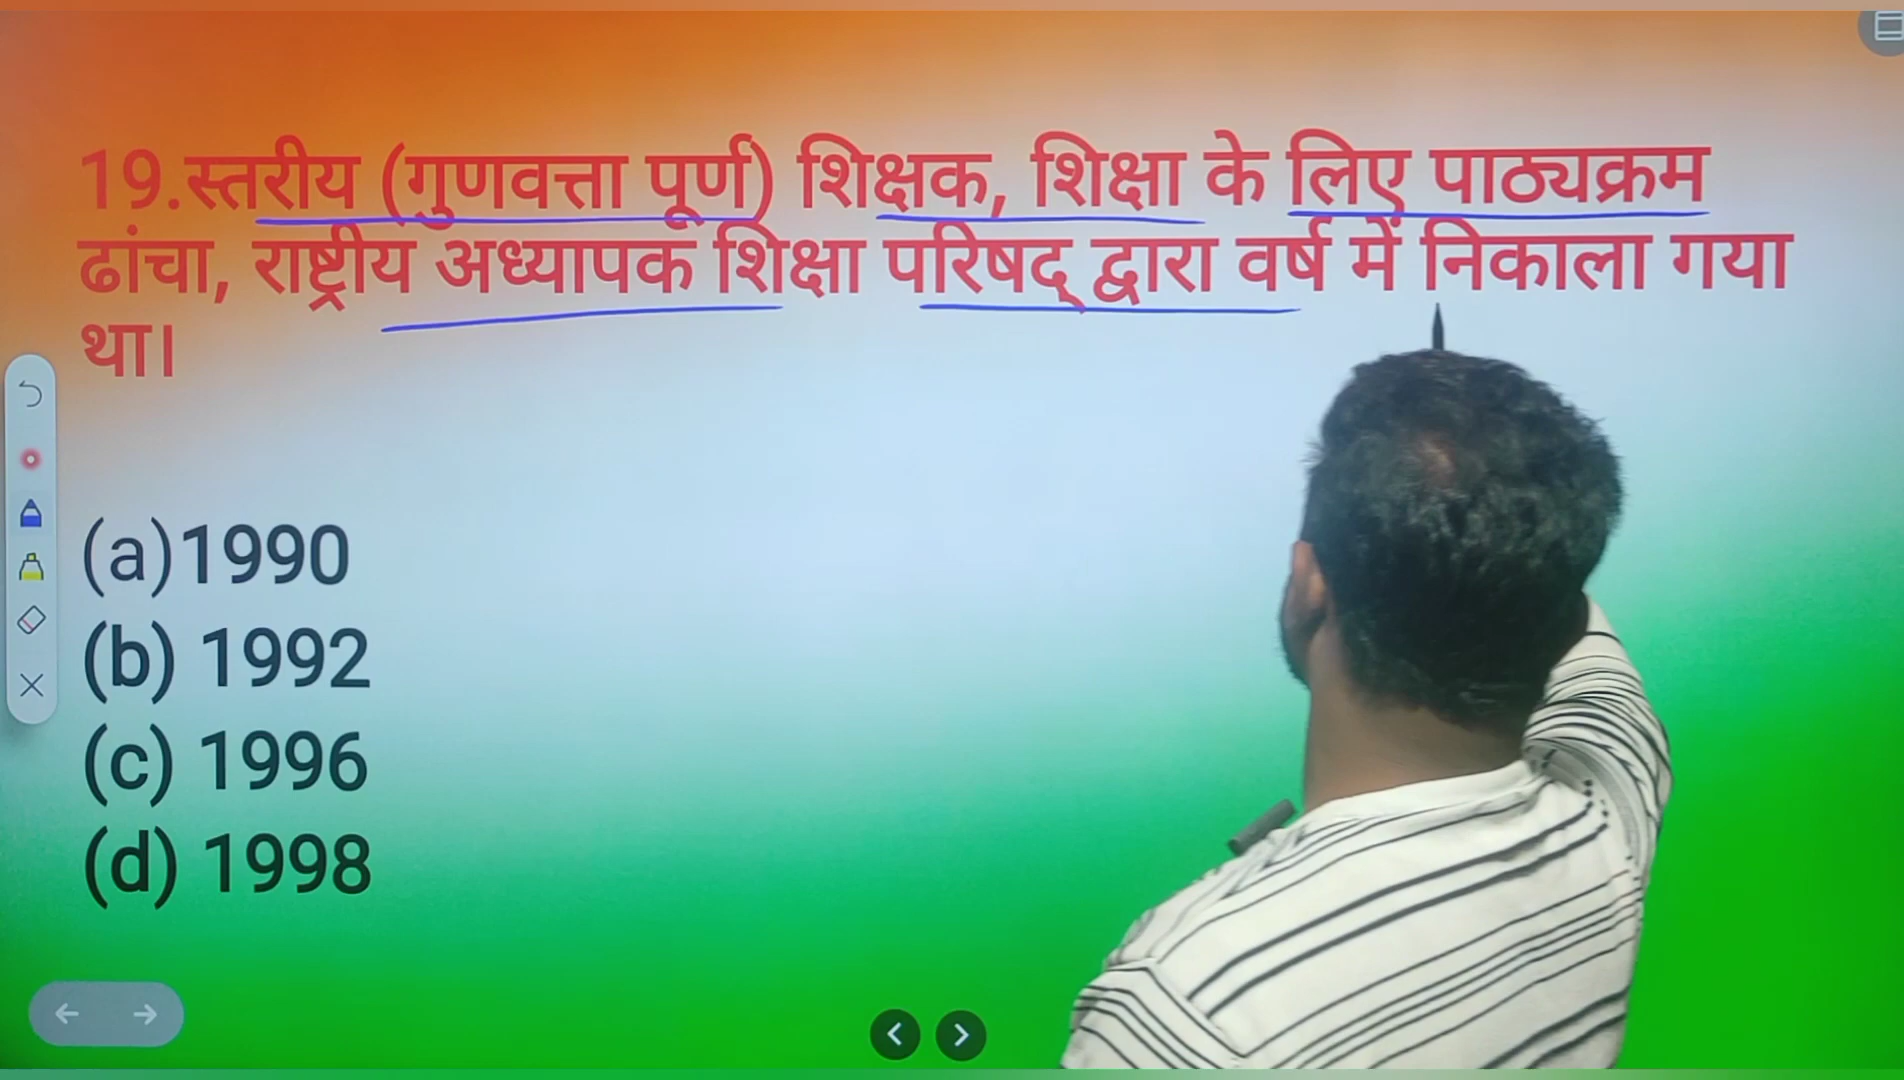 19.स्तरीय (गुणवत्ता पूर्ण) शिक्षक, शिक्षा के लिए पाठ्यक्रम
ढांचा, राष्ट्रीय अध्यापक शिक्षा परिषद् द्वारा वर्ष में निकाला गया
था।
(a)1990
(b) 1992
(c) 1996
(d) 1998